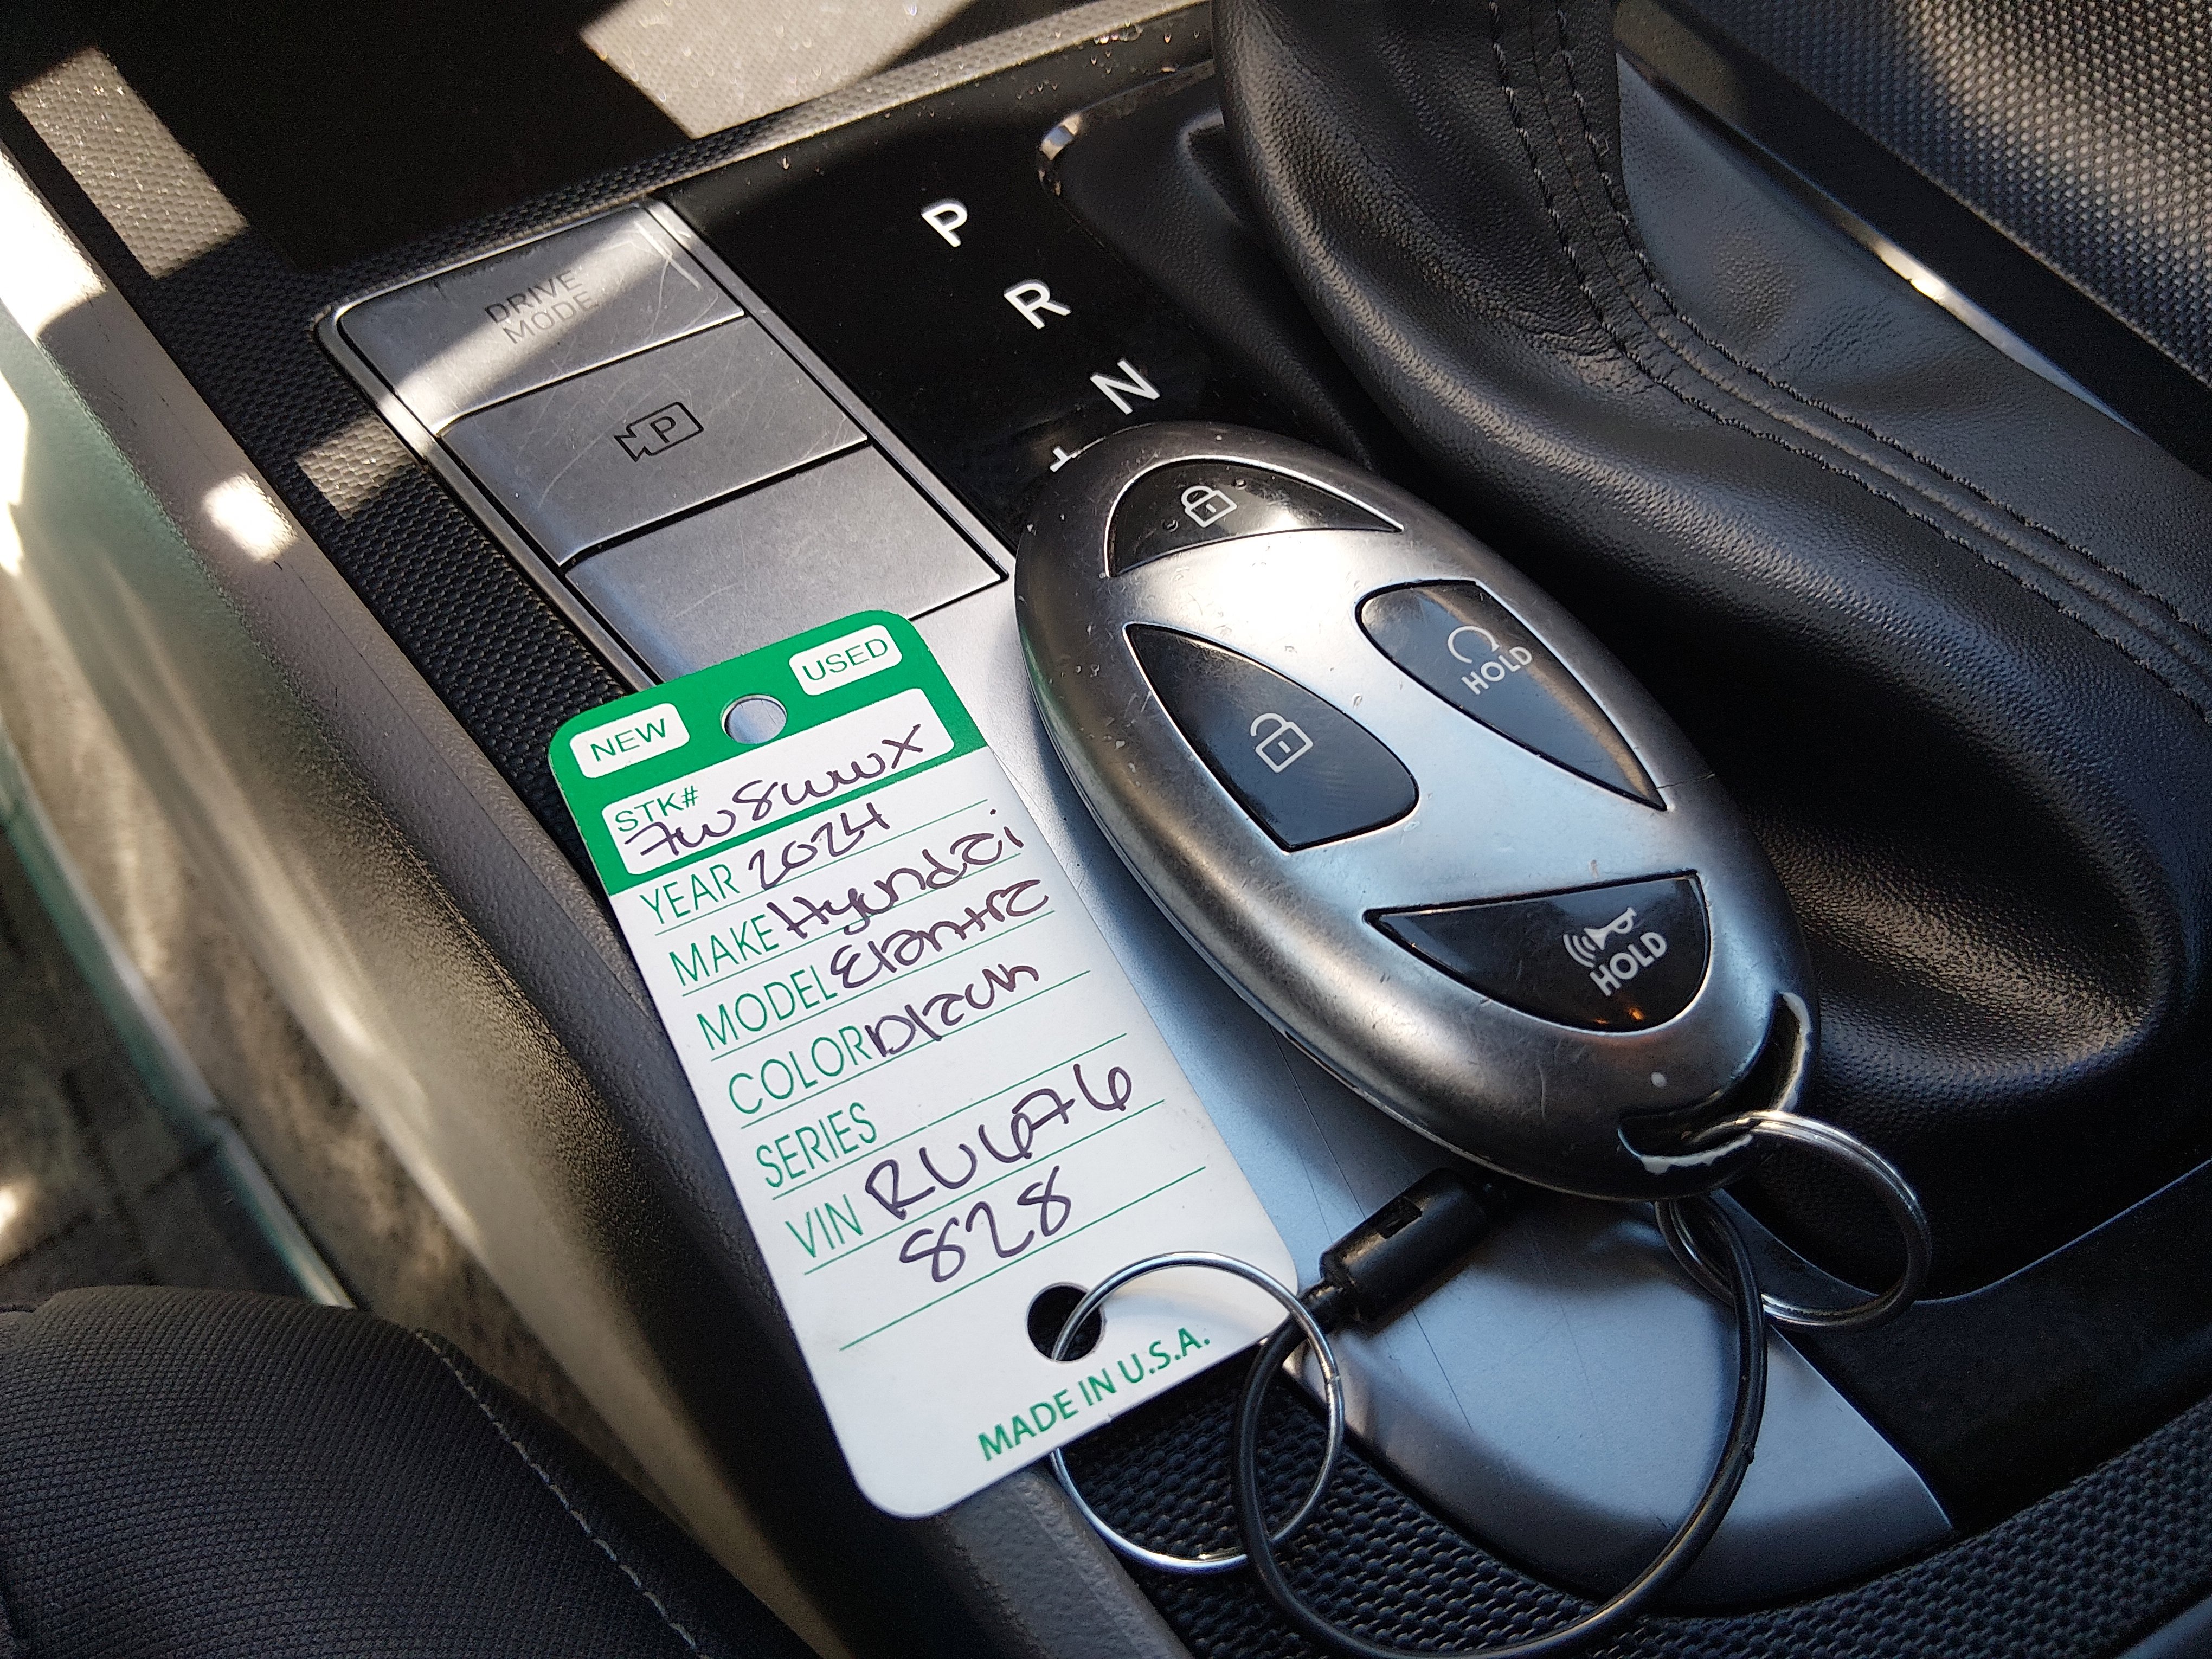 DRIVE
MODE
P
P
R
N
HOLD
HOLD
NEW
USED
STK#
7W8WWX
YEAR 2024
MAKE Hyundai
MODEL Elantra
COLOR Black
SERIES
VIN RU6A6
828
MADE IN U.S.A.